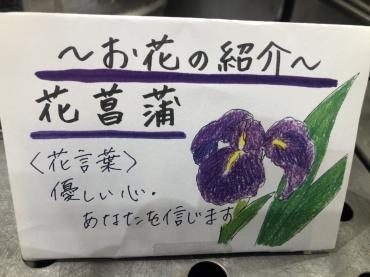 ～お花の紹介～
花菖蒲
〈花言葉〉
優しい心・
あなたを信じます